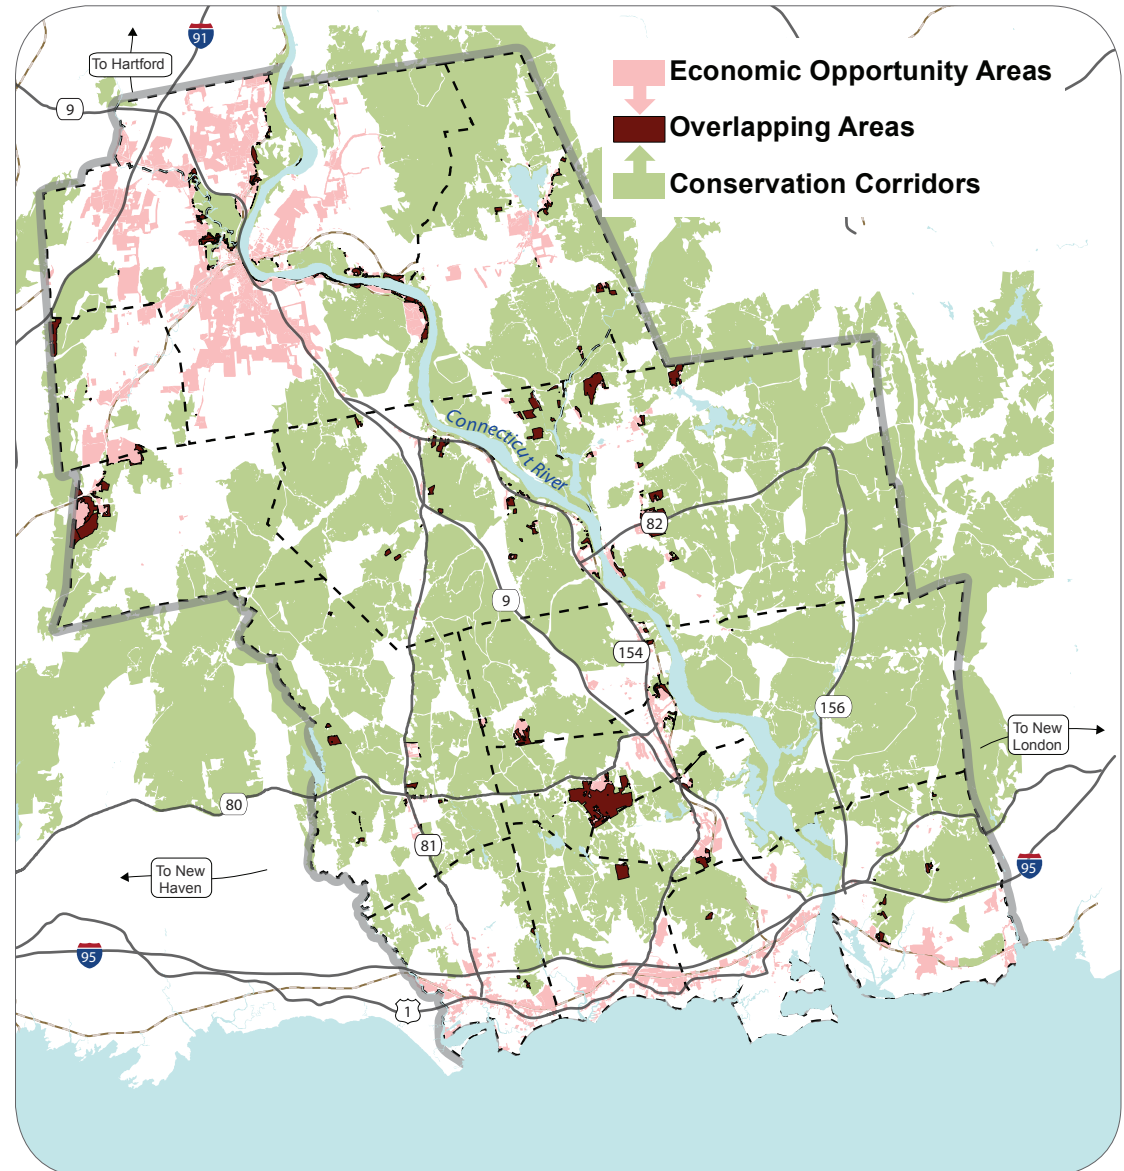 91
To Hartford
9
Economic Opportunity Areas
Overlapping Areas
Conservation Corridors
Connecticut River
82
9
154
156
To New
London
80
81
To New
Haven
95
95
1